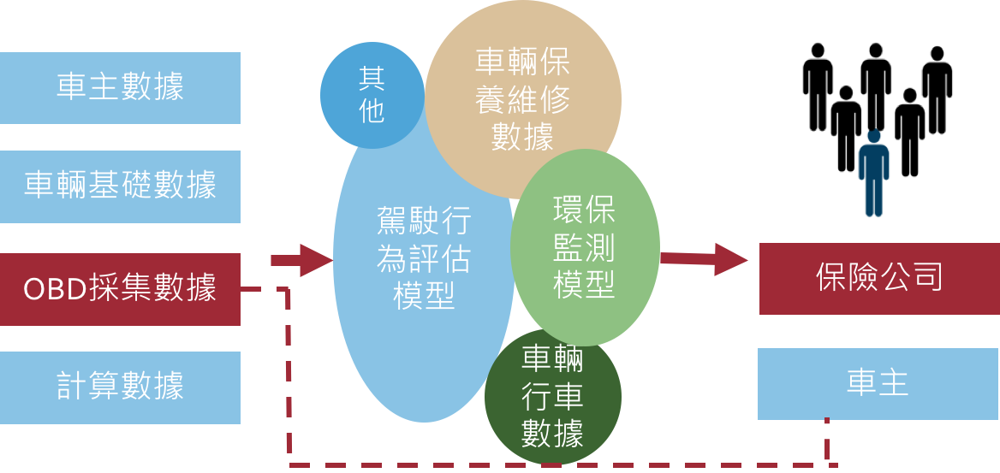 車主數據
車輛基礎數據
OBD採集數據
計算數據
其
他
車輛保
養維修
數據
駕駛行
為評估
模型
環保
監測
模型
車輛
行車
數據
保險公司
車主